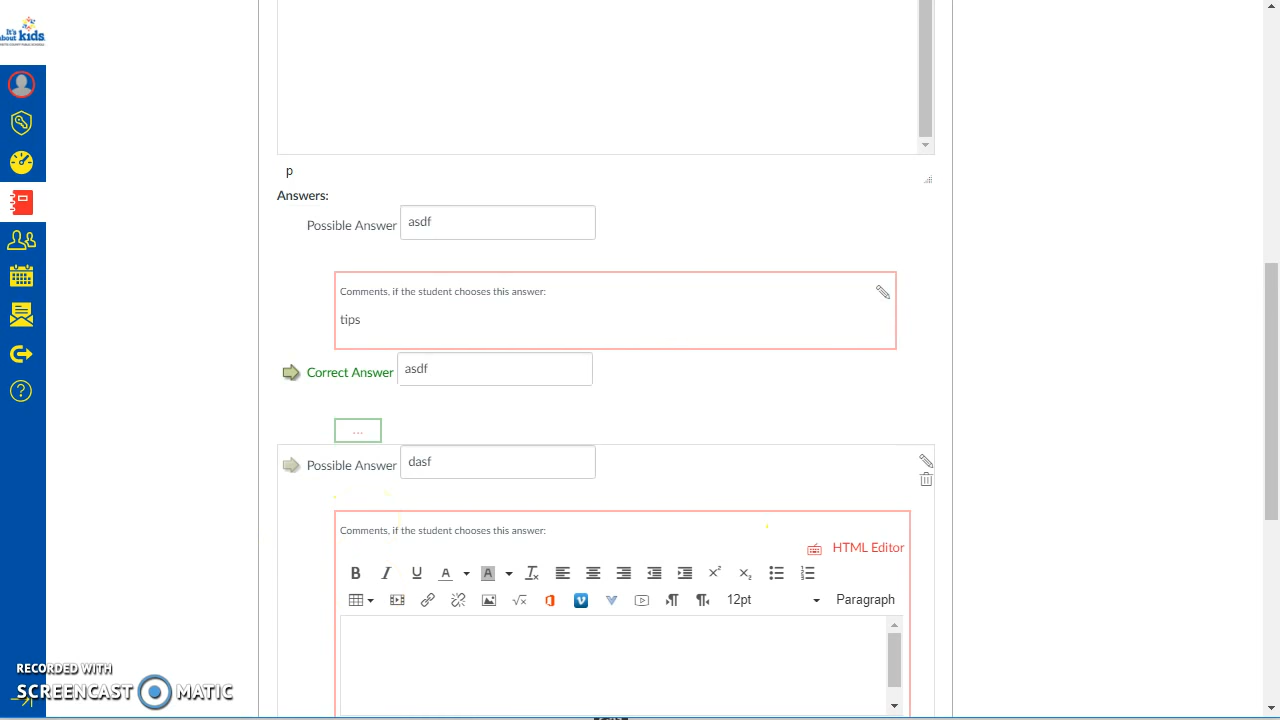 It's
about kids
p
Answers:
Possible Answer asdf
Comments, if the student chooses this answer:
tips
Correct Answer asdf
...
Possible Answer dasf
Comments, if the student chooses this answer:
HTML Editor
12pt Paragraph
RECORDED WITH
SCREENCAST MATIC